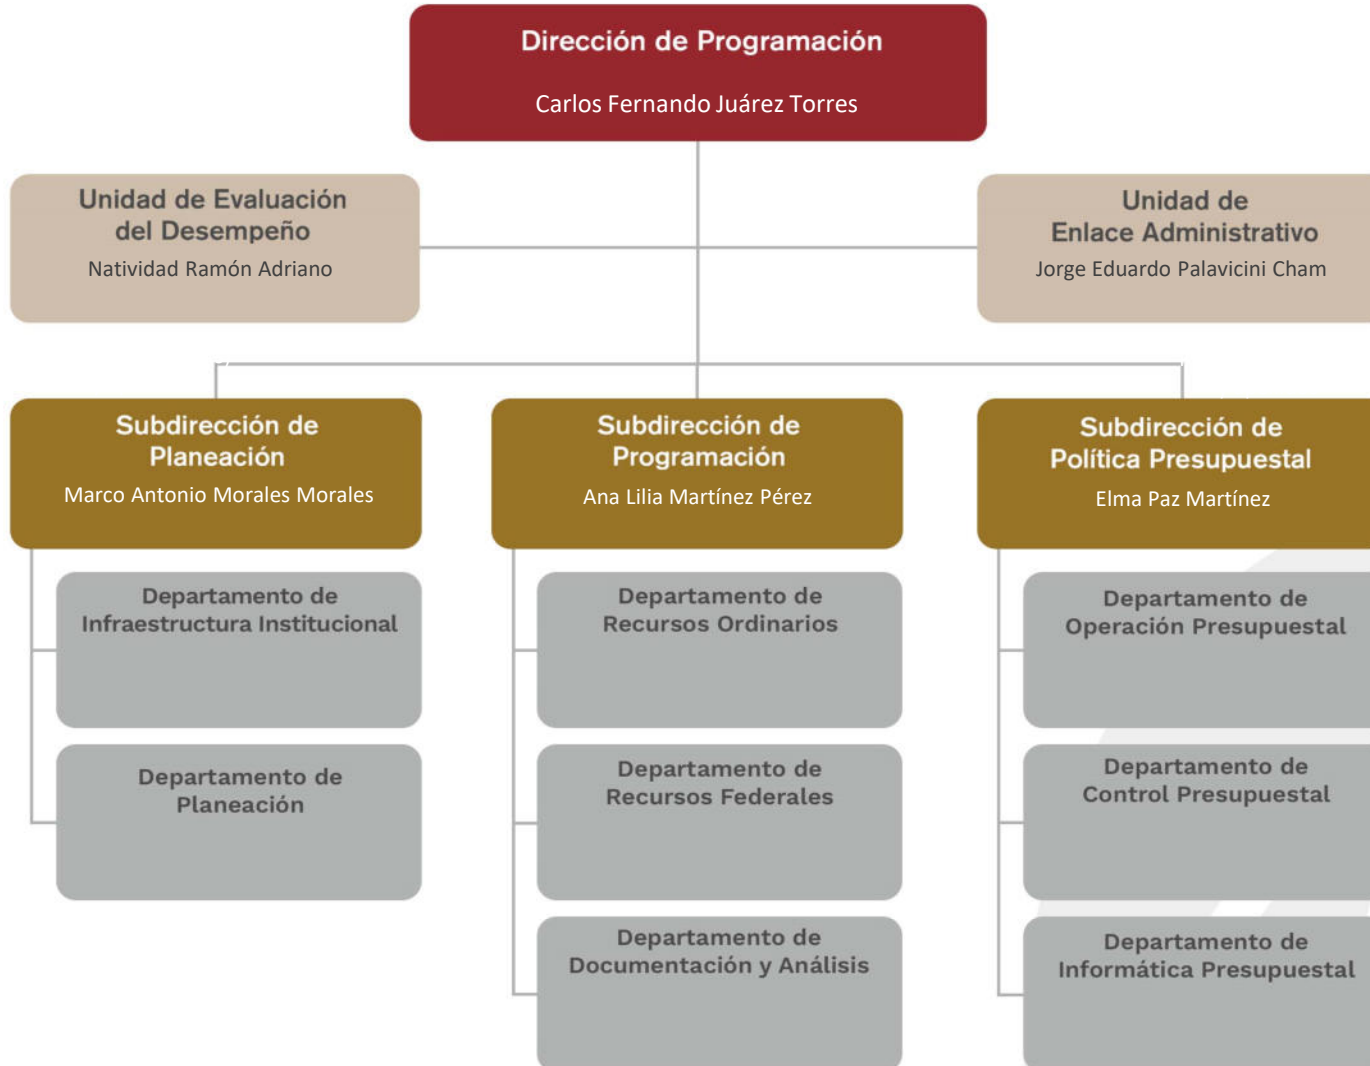 Dirección de Programación
Carlos Fernando Juárez Torres
Unidad de Evaluación
del Desempeño
Natividad Ramón Adriano
Unidad de
Enlace Administrativo
Jorge Eduardo Palavicini Cham
Subdirección de
Planeación
Marco Antonio Morales Morales
Subdirección de
Programación
Ana Lilia Martínez Pérez
Subdirección de
Política Presupuestal
Elma Paz Martínez
Departamento de
Infraestructura Institucional
Departamento de
Planeación
Departamento de
Recursos Ordinarios
Departamento de
Recursos Federales
Departamento de
Documentación y Análisis
Departamento de
Operación Presupuestal
Departamento de
Control Presupuestal
Departamento de
Informática Presupuestal